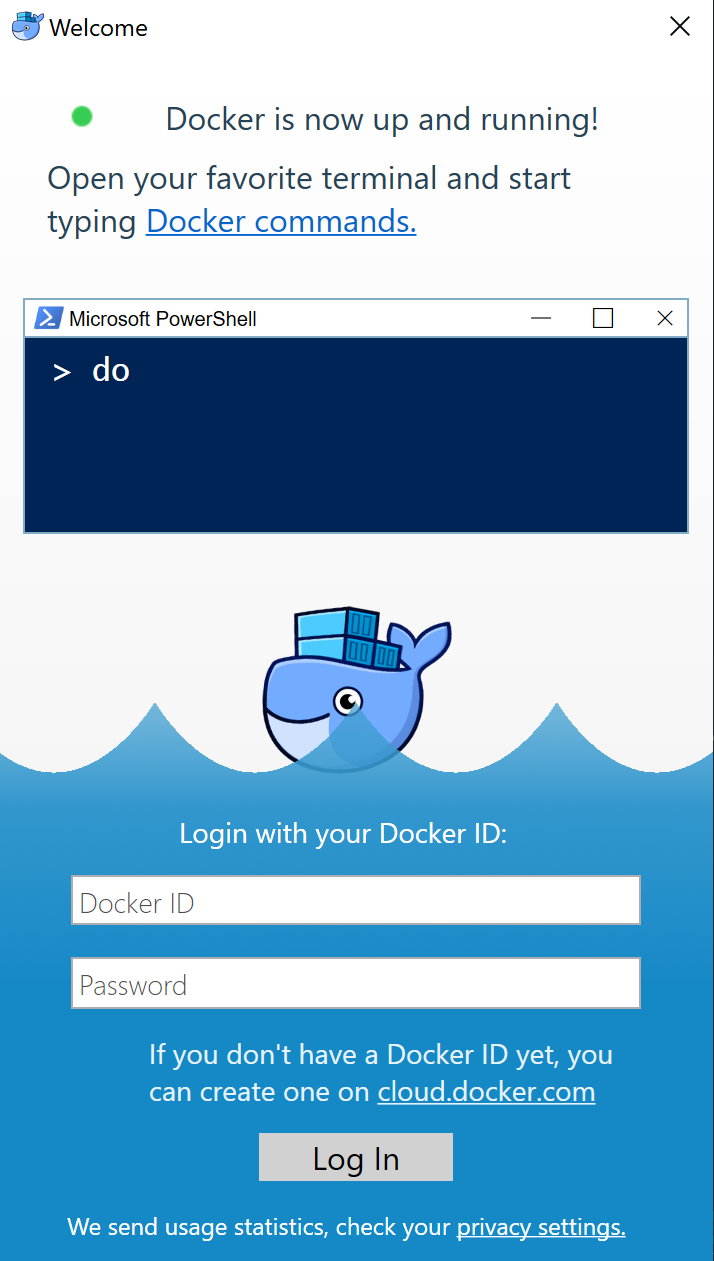 Welcome
Docker is now up and running!
Open your favorite terminal and start
typing Docker commands.
Microsoft PowerShell
> do
Login with your Docker ID:
Docker ID
Password
If you don't have a Docker ID yet, you
can create one on cloud.docker.com
Log In
We send usage statistics, check your privacy settings.